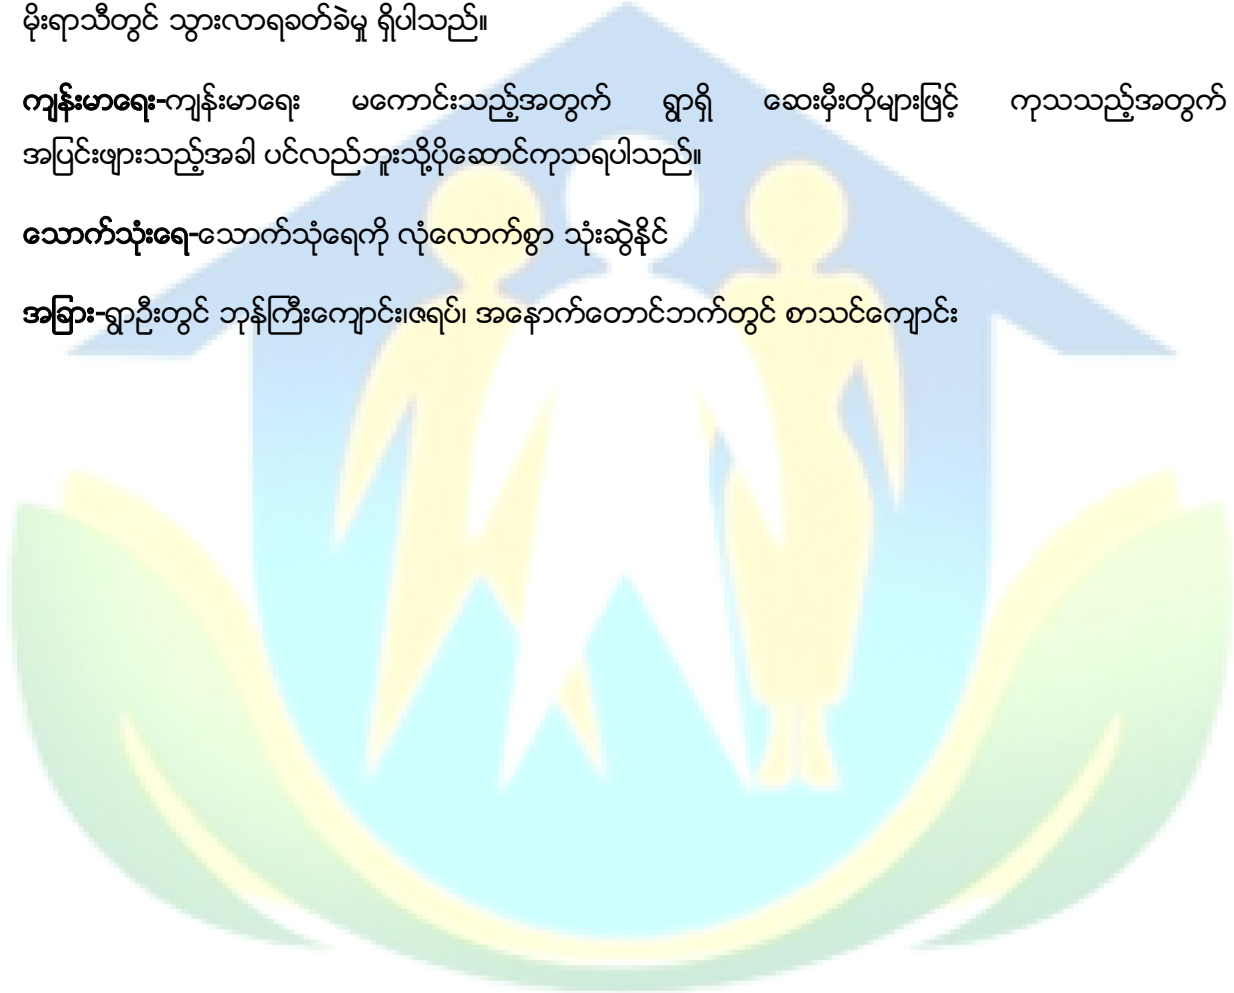 မိုးရာသီတွင် သွားလာရခတ်ခဲမှု ရှိပါသည်။
ကျန်းမာရေး-ကျန်းမာရေး မကောင်းသည့်အတွက် ရွာရှိ ဆေးမှီးတိုများဖြင့် ကုသသည့်အတွက်
အပြင်းဖျားသည့်အခါ ပင်လည်ဘူးသို့ပို့ဆောင်ကုသရပါသည်။
သောက်သုံးရေ-သောက်သုံရေကို လုံလောက်စွာ သုံးဆွဲနိုင်
အခြား-ရွာဦးတွင် ဘုန်ကြီးကျောင်း၊ဇရပ်၊ အနောက်တောင်ဘက်တွင် စာသင်ကျောင်း